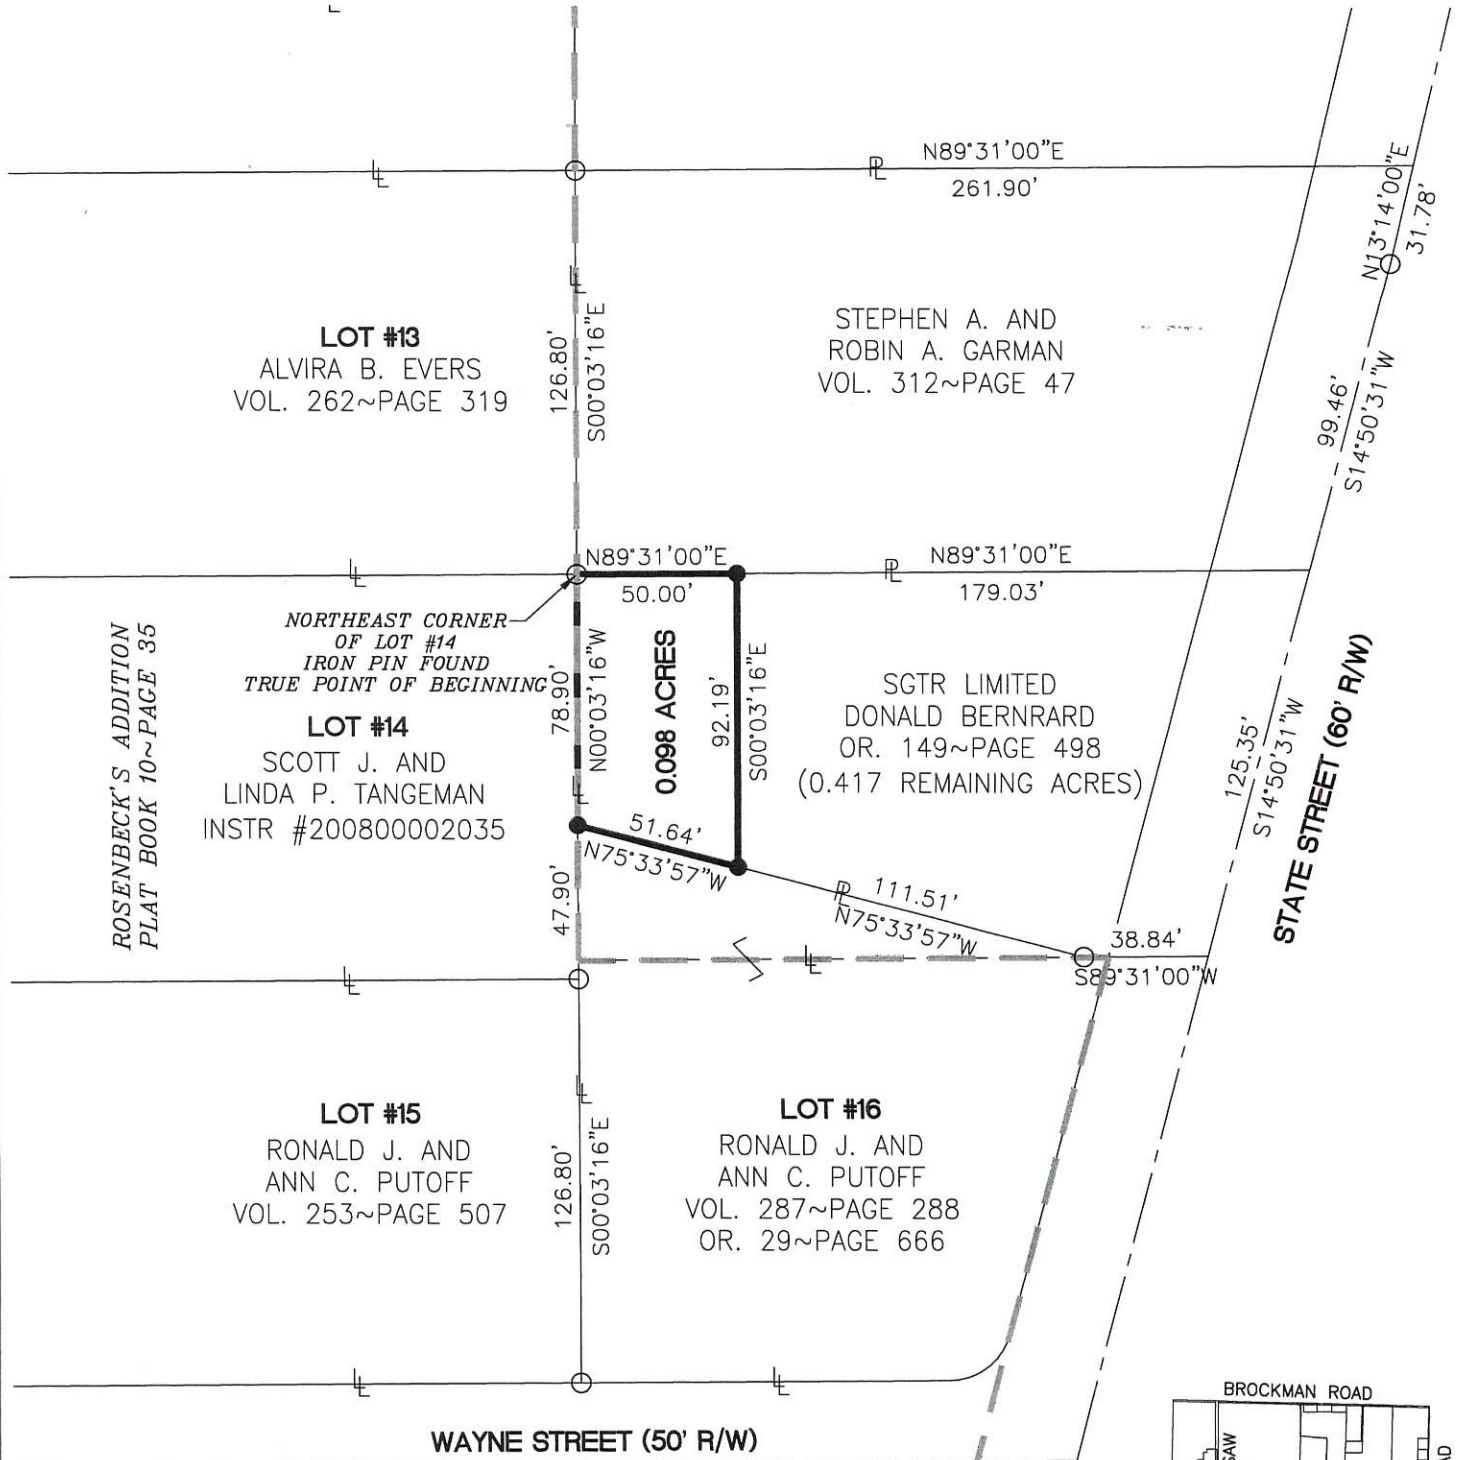 N89°31'00"E
261.90'
N13°14'00"E
31.78'
LOT #13
ALVIRA B. EVERS
VOL. 262~PAGE 319
126.80'
S00°03'16"E
STEPHEN A. AND
ROBIN A. GARMAN
VOL. 312~PAGE 47
99.46'
S14°50'31"W
N89°31'00"E
50.00'
N89°31'00"E
179.03'
NORTHEAST CORNER
OF LOT #14
IRON PIN FOUND
TRUE POINT OF BEGINNING
ROSENBECK'S ADDITION
PLAT BOOK 10~PAGE 35
LOT #14
SCOTT J. AND
LINDA P. TANGEMAN
INSTR #200800002035
78.90'
N00°03'16"W
0.098 ACRES
92.19'
S00°03'16"E
SGTR LIMITED
DONALD BERNRARD
OR. 149~PAGE 498
(0.417 REMAINING ACRES)
125.35'
S14°50'31"W
STATE STREET (60' R/W)
51.64'
N75°33'57"W
47.90'
111.51'
N75°33'57"W
38.84'
S89°31'00"W
LOT #15
RONALD J. AND
ANN C. PUTOFF
VOL. 253~PAGE 507
126.80'
S00°03'16"E
LOT #16
RONALD J. AND
ANN C. PUTOFF
VOL. 287~PAGE 288
OR. 29~PAGE 666
WAYNE STREET (50' R/W)
BROCKMAN ROAD